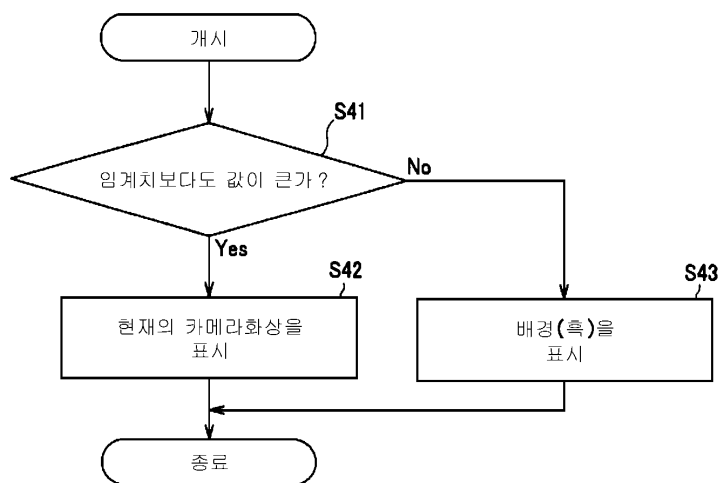 개시
S41
임계치보다도 값이 큰가?
No
Yes
S42
현재의 카메라화상을
표시
S43
배경(흑)을
표시
종료